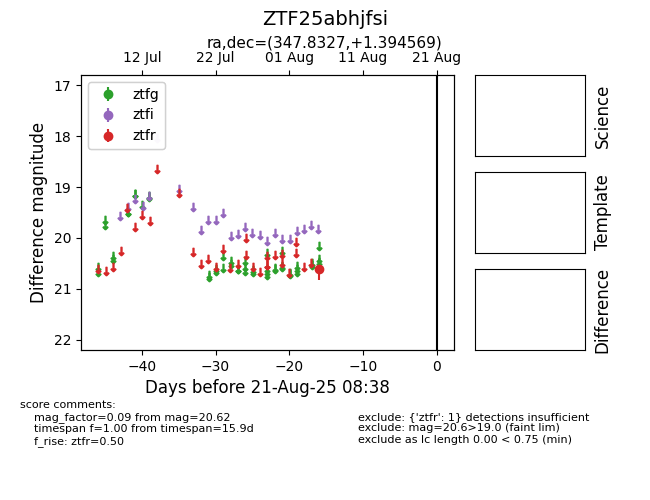 ZTF25abhjfsi
ra,dec=(347.8327,+1.394569)
12 Jul
22 Jul
01 Aug
11 Aug
21 Aug
17
18
19
20
21
22
Difference magnitude
ztfg
ztfi
ztfr
−40
−30
−20
−10
0
Days before 21-Aug-25 08:38
Science
Template
Difference
score comments:
mag_factor=0.09 from mag=20.62
timespan f=1.00 from timespan=15.9d
f_rise: ztfr=0.50
exclude: {'ztfr': 1} detections insufficient
exclude: mag=20.6>19.0 (faint lim)
exclude as lc length 0.00 < 0.75 (min)